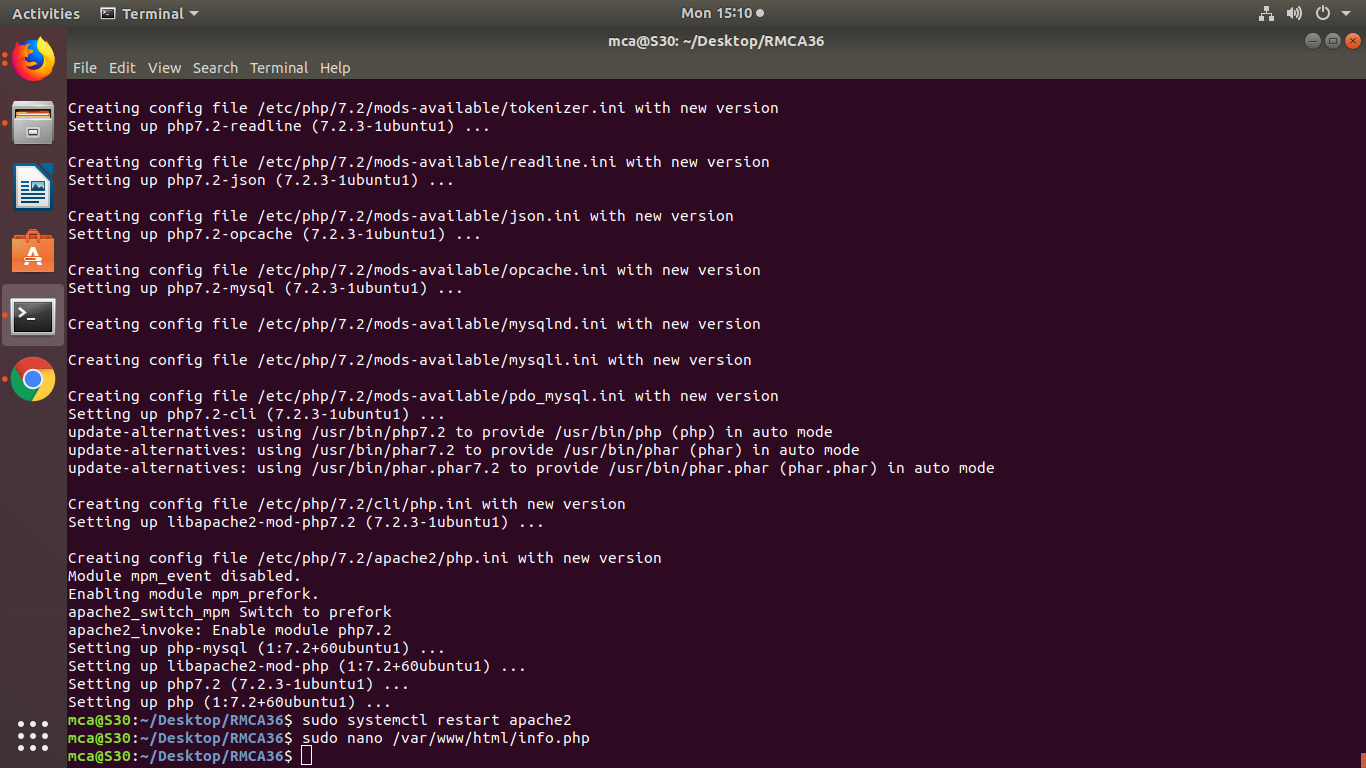 Activities
Terminal
Mon 15:10
mca@S30: ~/Desktop/RMCA36
File Edit View Search Terminal Help
Creating config file /etc/php/7.2/mods-available/tokenizer.ini with new version
Setting up php7.2-readline (7.2.3-1ubuntu1) ...
Creating config file /etc/php/7.2/mods-available/readline.ini with new version
Setting up php7.2-json (7.2.3-1ubuntu1) ...
Creating config file /etc/php/7.2/mods-available/json.ini with new version
Setting up php7.2-opcache (7.2.3-1ubuntu1) ...
Creating config file /etc/php/7.2/mods-available/opcache.ini with new version
Setting up php7.2-mysql (7.2.3-1ubuntu1) ...
Creating config file /etc/php/7.2/mods-available/mysqlnd.ini with new version
Creating config file /etc/php/7.2/mods-available/mysqli.ini with new version
Creating config file /etc/php/7.2/mods-available/pdo_mysql.ini with new version
Setting up php7.2-cli (7.2.3-1ubuntu1) ...
update-alternatives: using /usr/bin/php7.2 to provide /usr/bin/php (php) in auto mode
update-alternatives: using /usr/bin/phar7.2 to provide /usr/bin/phar (phar) in auto mode
update-alternatives: using /usr/bin/phar.phar7.2 to provide /usr/bin/phar.phar (phar.phar) in auto mode
Creating config file /etc/php/7.2/cli/php.ini with new version
Setting up libapache2-mod-php7.2 (7.2.3-1ubuntu1) ...
Creating config file /etc/php/7.2/apache2/php.ini with new version
Module mpm_event disabled.
Enabling module mpm_prefork.
apache2_switch_mpm Switch to prefork
apache2_invoke: Enable module php7.2
Setting up php-mysql (1:7.2+60ubuntu1) ...
Setting up libapache2-mod-php (1:7.2+60ubuntu1) ...
Setting up php7.2 (7.2.3-1ubuntu1) ...
Setting up php (1:7.2+60ubuntu1) ...
mca@S30:~/Desktop/RMCA36$ sudo systemctl restart apache2
mca@S30:~/Desktop/RMCA36$ sudo nano /var/www/html/info.php
mca@S30:~/Desktop/RMCA36$